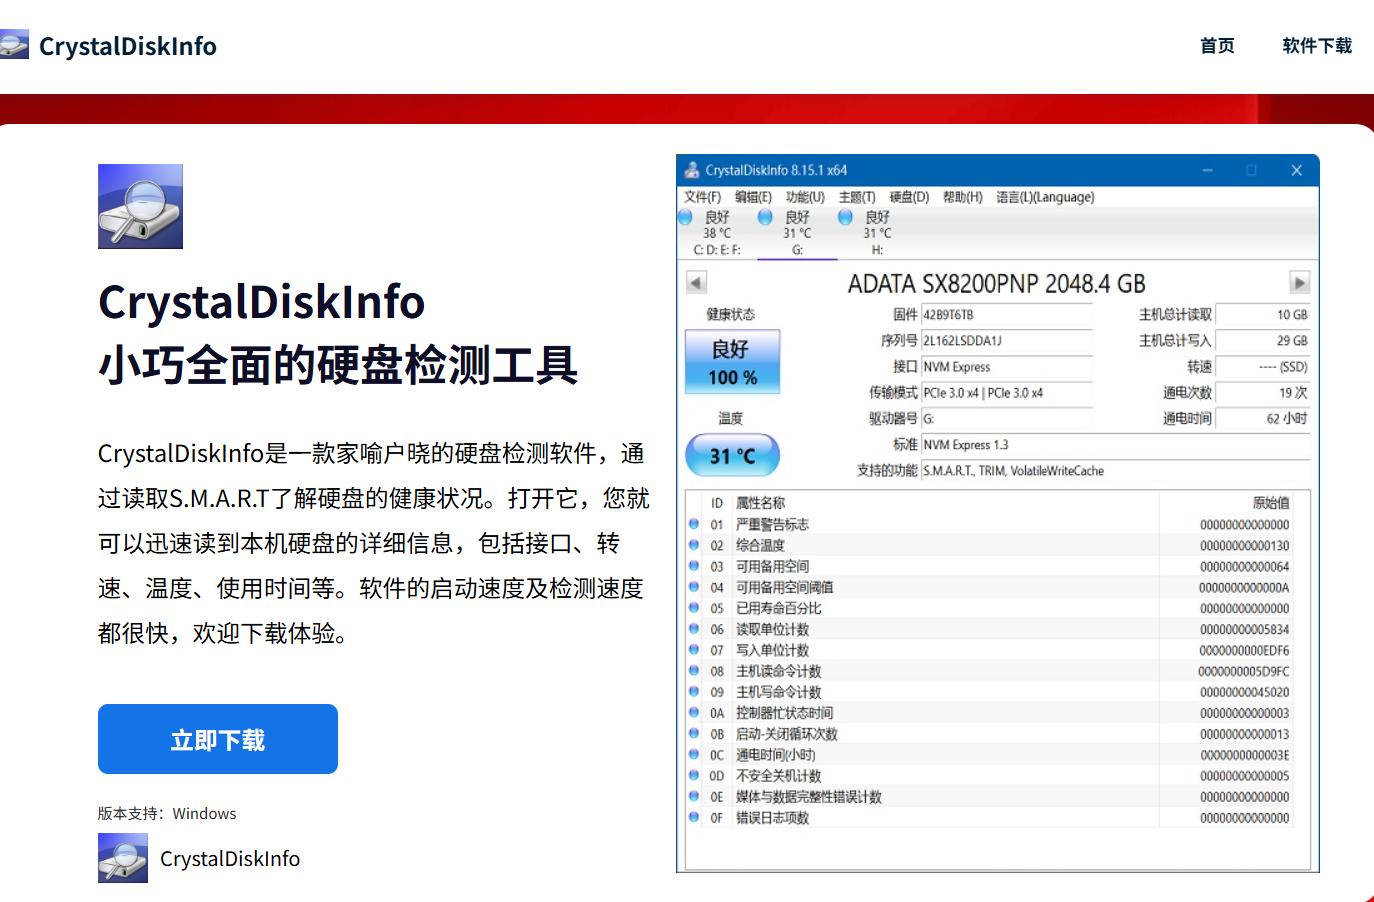 CrystalDiskInfo
首页
软件下载
CrystalDiskInfo
小巧全面的硬盘检测工具
CrystalDiskInfo是一款家喻户晓的硬盘检测软件，通
过读取S.M.A.R.T了解硬盘的健康状况。打开它，您就
可以迅速读到本机硬盘的详细信息，包括接口、转
速、温度、使用时间等。软件的启动速度及检测速度
都很快，欢迎下载体验。
立即下载
版本支持：Windows
CrystalDiskInfo
CrystalDiskInfo 8.15.1 x64
文件(F) 编辑(E) 功能(U) 主题(T) 硬盘(D) 帮助(H) 语言(L)(Language)
良好 良好 良好
38 °C 31 °C 31 °C
C: D: E: F: G: H:
ADATA SX8200PNP 2048.4 GB
健康状态
良好
100 %
温度
31 °C
固件 42B9T6TB 主机总计读取 10 GB
序列号 2L162LSDDA1J 主机总计写入 29 GB
接口 NVM Express 转速 ---- (SSD)
传输模式 PCIe 3.0 x4 | PCIe 3.0 x4 通电次数 19 次
驱动器号 G: 通电时间 62 小时
标准 NVM Express 1.3
支持的功能 S.M.A.R.T., TRIM, VolatileWriteCache
ID 属性名称 原始值
01 严重警告标志 00000000000000
02 综合温度 00000000000130
03 可用备用空间 00000000000064
04 可用备用空间阈值 0000000000000A
05 已用寿命百分比 00000000000000
06 读取单位计数 00000000005834
07 写入单位计数 0000000000EDF6
08 主机读命令计数 0000000005D9FC
09 主机写命令计数 00000000045020
0A 控制器忙状态时间 00000000000003
0B 启动-关闭循环次数 00000000000013
0C 通电时间(小时) 0000000000003E
0D 不安全关机计数 00000000000005
0E 媒体与数据完整性错误计数 00000000000000
0F 错误日志项数 00000000000000